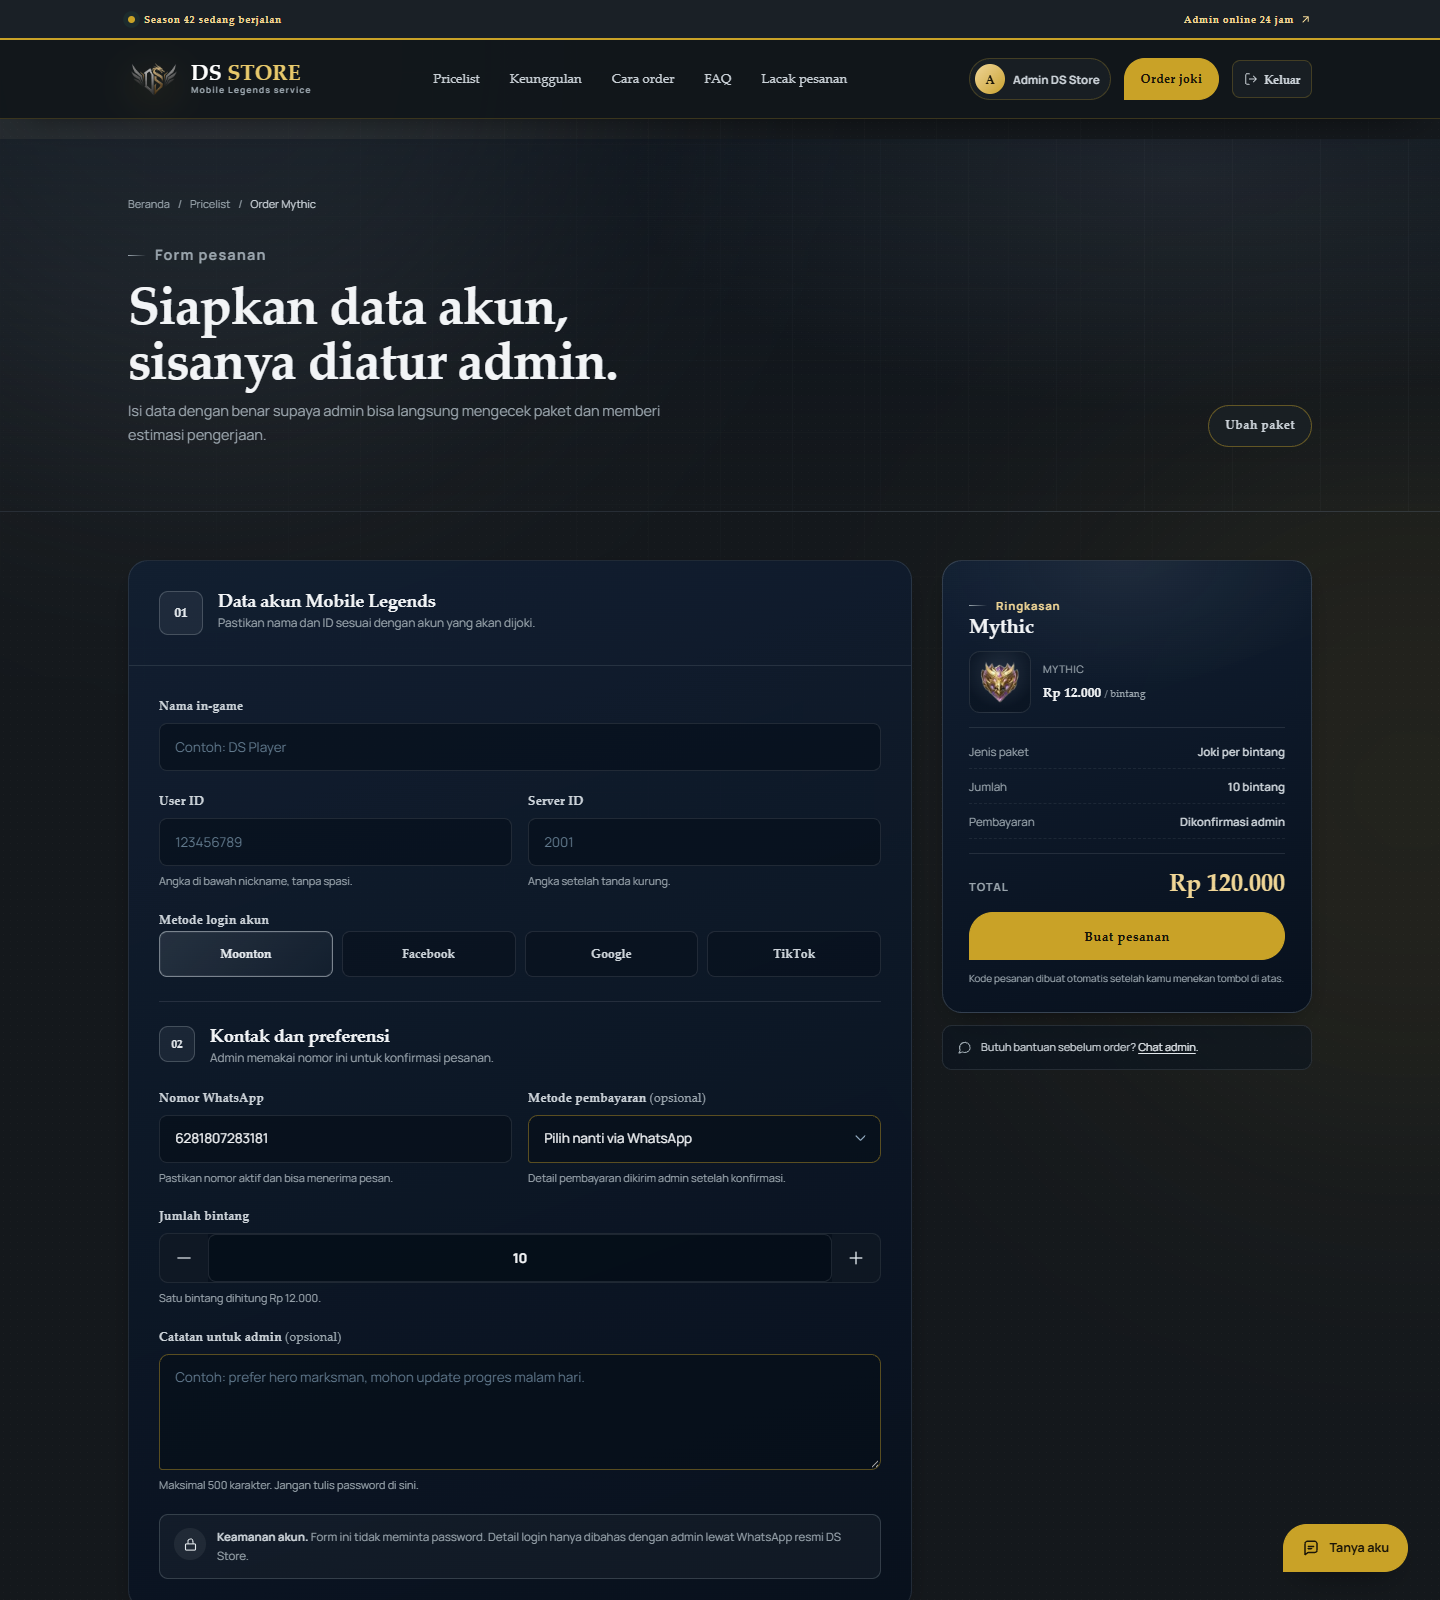 Season 42 sedang berjalan
Admin online 24 jam
DS STORE
Mobile Legends service
Pricelist
Keunggulan
Cara order
FAQ
Lacak pesanan
A
Admin DS Store
Order joki
Keluar
Beranda / Pricelist / Order Mythic
Form pesanan
Siapkan data akun,
sisanya diatur admin.
Isi data dengan benar supaya admin bisa langsung mengecek paket dan memberi
estimasi pengerjaan.
Ubah paket
01
Data akun Mobile Legends
Pastikan nama dan ID sesuai dengan akun yang akan dijoki.
Nama in-game
Contoh: DS Player
User ID
Server ID
123456789
2001
Angka di bawah nickname, tanpa spasi.
Angka setelah tanda kurung.
Metode login akun
Moonton
Facebook
Google
TikTok
02
Kontak dan preferensi
Admin memakai nomor ini untuk konfirmasi pesanan.
Nomor WhatsApp
Metode pembayaran (opsional)
6281807283181
Pilih nanti via WhatsApp
Pastikan nomor aktif dan bisa menerima pesan.
Detail pembayaran dikirim admin setelah konfirmasi.
Jumlah bintang
10
Satu bintang dihitung Rp 12.000.
Catatan untuk admin (opsional)
Contoh: prefer hero marksman, mohon update progres malam hari.
Maksimal 500 karakter. Jangan tulis password di sini.
Keamanan akun. Form ini tidak meminta password. Detail login hanya dibahas dengan admin lewat WhatsApp resmi DS
Store.
Ringkasan
Mythic
MYTHIC
Rp 12.000 / bintang
Jenis paket
Joki per bintang
Jumlah
10 bintang
Pembayaran
Dikonfirmasi admin
TOTAL
Rp 120.000
Buat pesanan
Kode pesanan dibuat otomatis setelah kamu menekan tombol di atas.
Butuh bantuan sebelum order? Chat admin.
Tanya aku